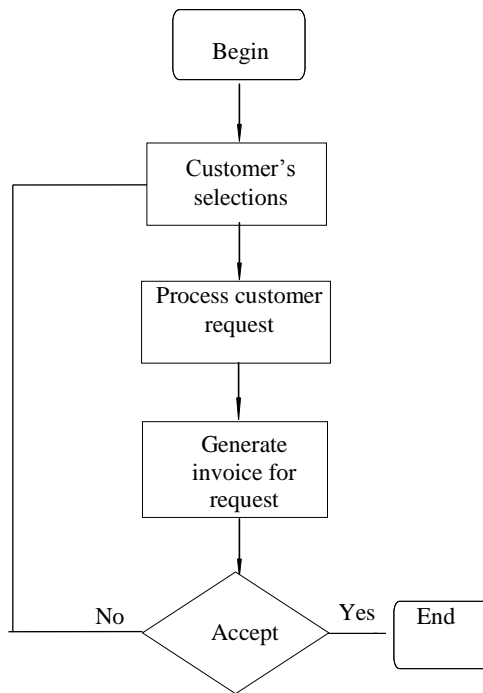 Begin
Customer’s
selections
Process customer
request
Generate
invoice for
request
No
Accept
Yes
End